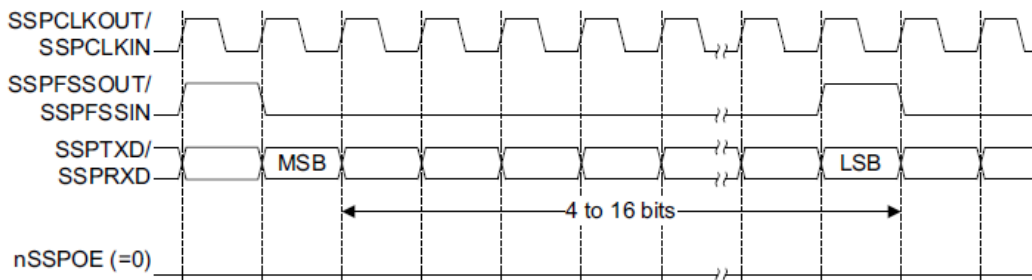 SSPCLKOUT/
SSPCLKIN
SSPFSSOUT/
SSPFSSIN
SSPTXD/
SSPRXD
MSB
LSB
4 to 16 bits
nSSPOE (=0)